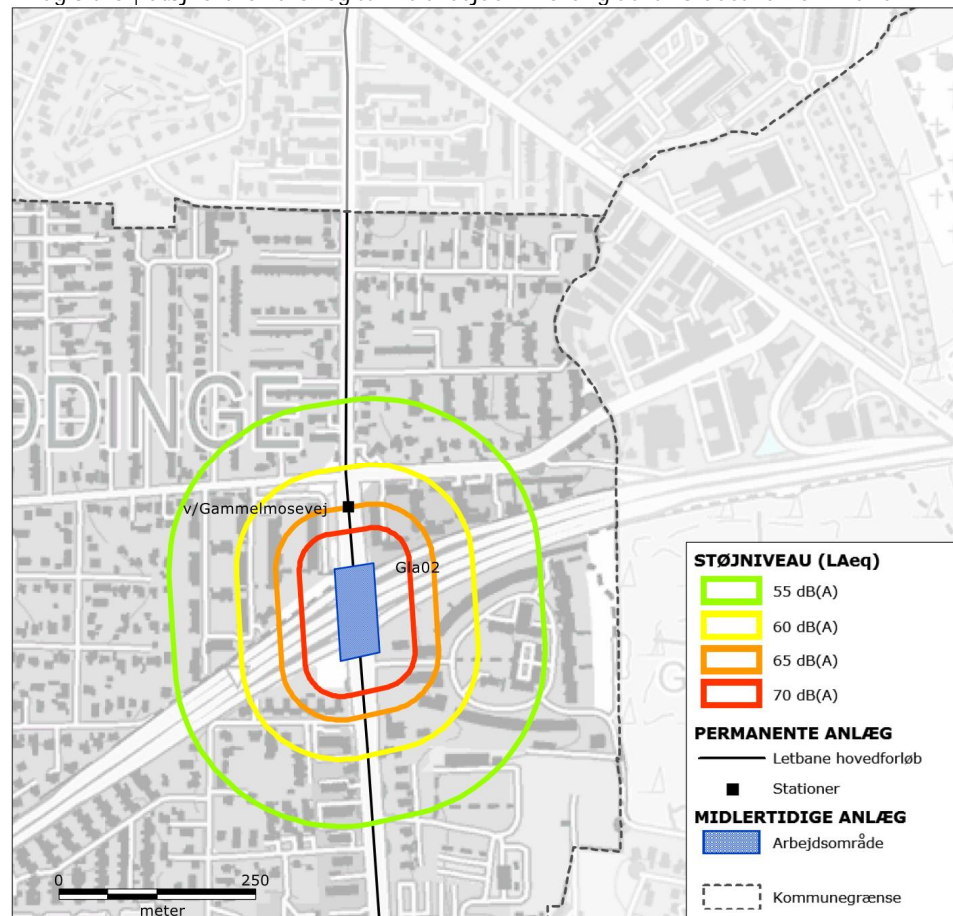 DDINGE
v/Gammelmosevej
Gla02
G
STØJNIVEAU (LAeq)
55 dB(A)
60 dB(A)
65 dB(A)
70 dB(A)
PERMANENTE ANLÆG
Letbane hovedforløb
Stationer
MIDLERTIDIGE ANLÆG
Arbejdsområde
Kommunegrænse
0 250
meter